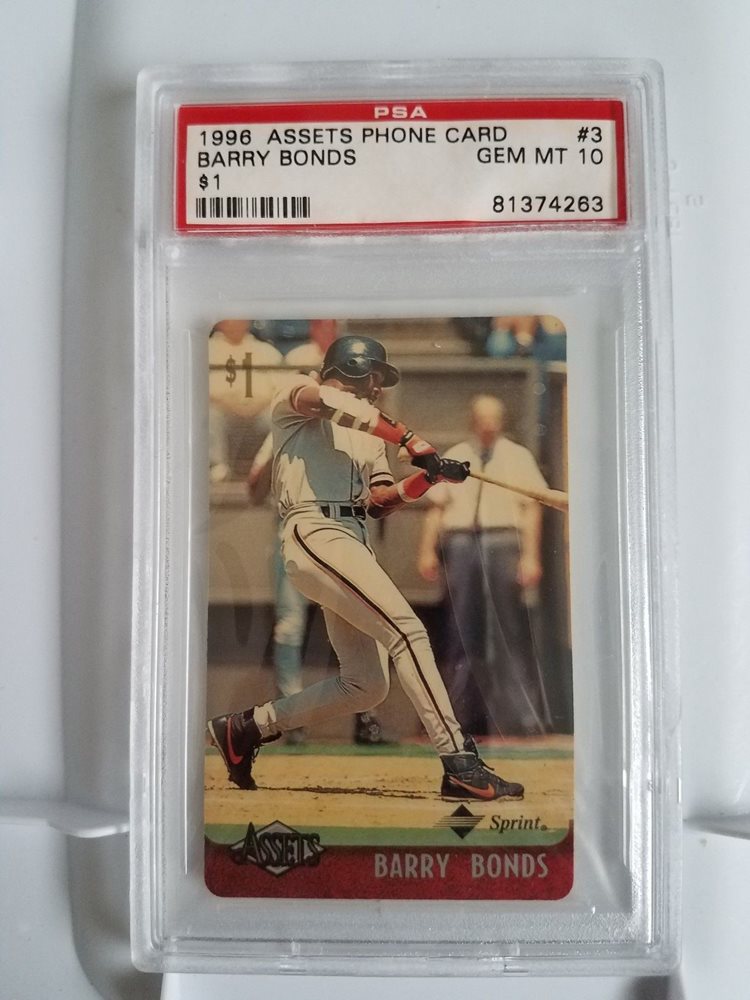 PSA
1996 ASSETS PHONE CARD #3
BARRY BONDS GEM MT 10
$1
81374263
$1
Sprint®
ASSETS
BARRY BONDS